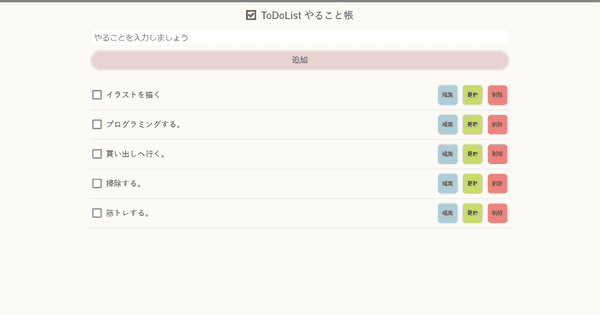 ToDoList やること帳
やることを入力しましょう
追加
イラストを描く 編集 更新 削除
プログラミングする。 編集 更新 削除
買い出しへ行く。 編集 更新 削除
掃除する。 編集 更新 削除
筋トレする。 編集 更新 削除